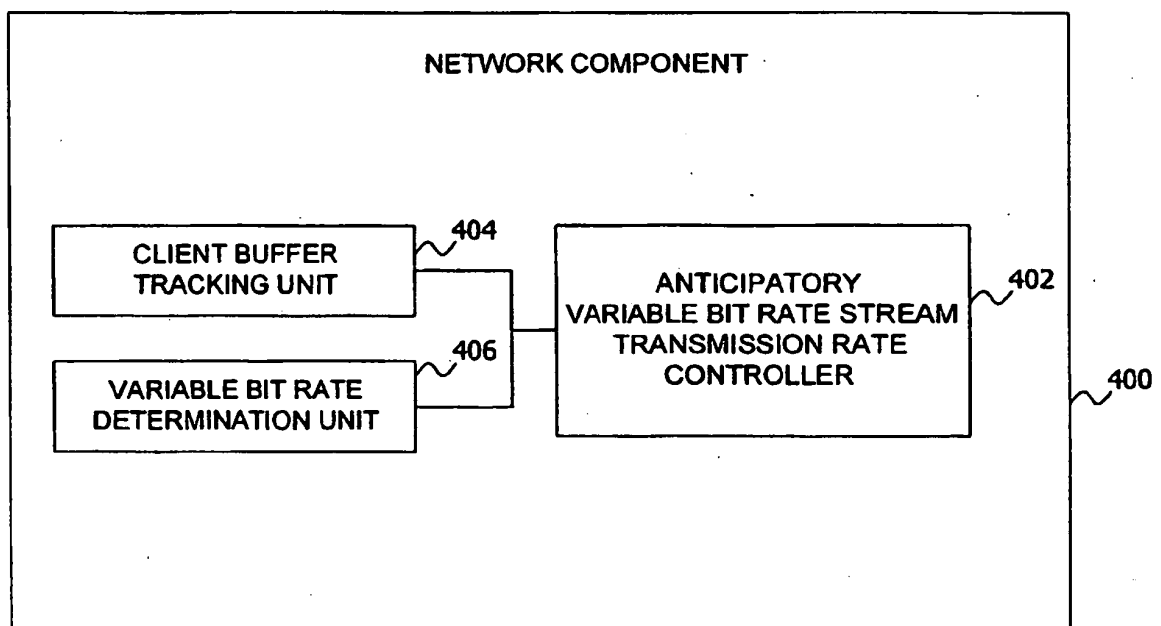 NETWORK COMPONENT
404
CLIENT BUFFER
TRACKING UNIT
402
ANTICIPATORY
VARIABLE BIT RATE STREAM
TRANSMISSION RATE
CONTROLLER
406
VARIABLE BIT RATE
DETERMINATION UNIT
400